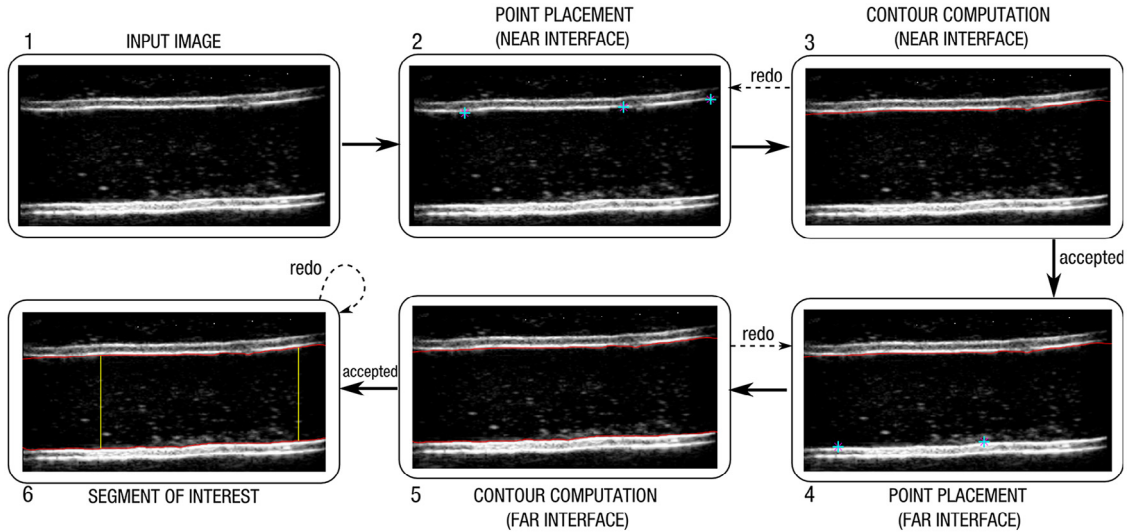 1
INPUT IMAGE
2
POINT PLACEMENT
(NEAR INTERFACE)
3
CONTOUR COMPUTATION
(NEAR INTERFACE)
redo
accepted
redo
redo
accepted
6
SEGMENT OF INTEREST
5
CONTOUR COMPUTATION
(FAR INTERFACE)
4
POINT PLACEMENT
(FAR INTERFACE)